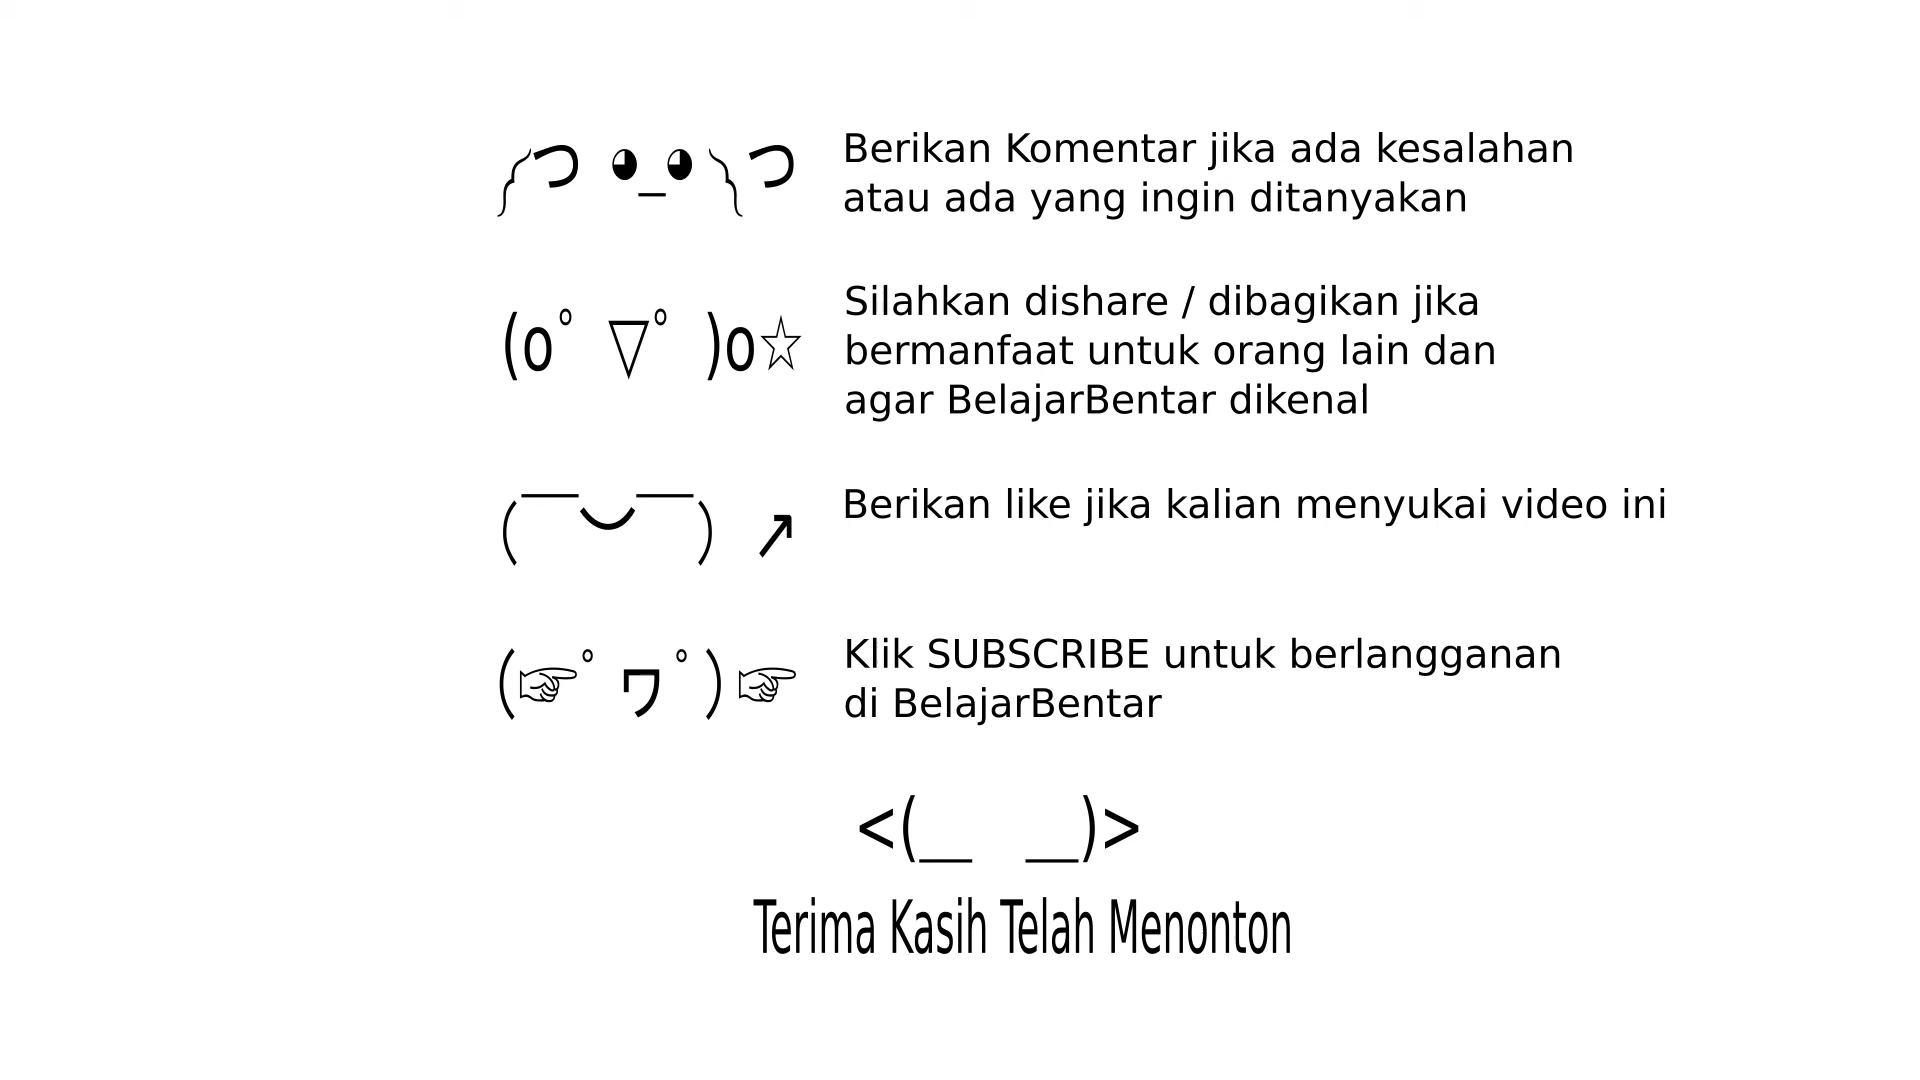 ༼つ ◕_◕ ༽つ
Berikan Komentar jika ada kesalahan
atau ada yang ingin ditanyakan
(oﾟ▽ﾟ)o☆
Silahkan dishare / dibagikan jika
bermanfaat untuk orang lain dan
agar BelajarBentar dikenal
(￣︶￣)↗
Berikan like jika kalian menyukai video ini
(☞ﾟヮﾟ)☞
Klik SUBSCRIBE untuk berlangganan
di BelajarBentar
<(_ _)>
Terima Kasih Telah Menonton